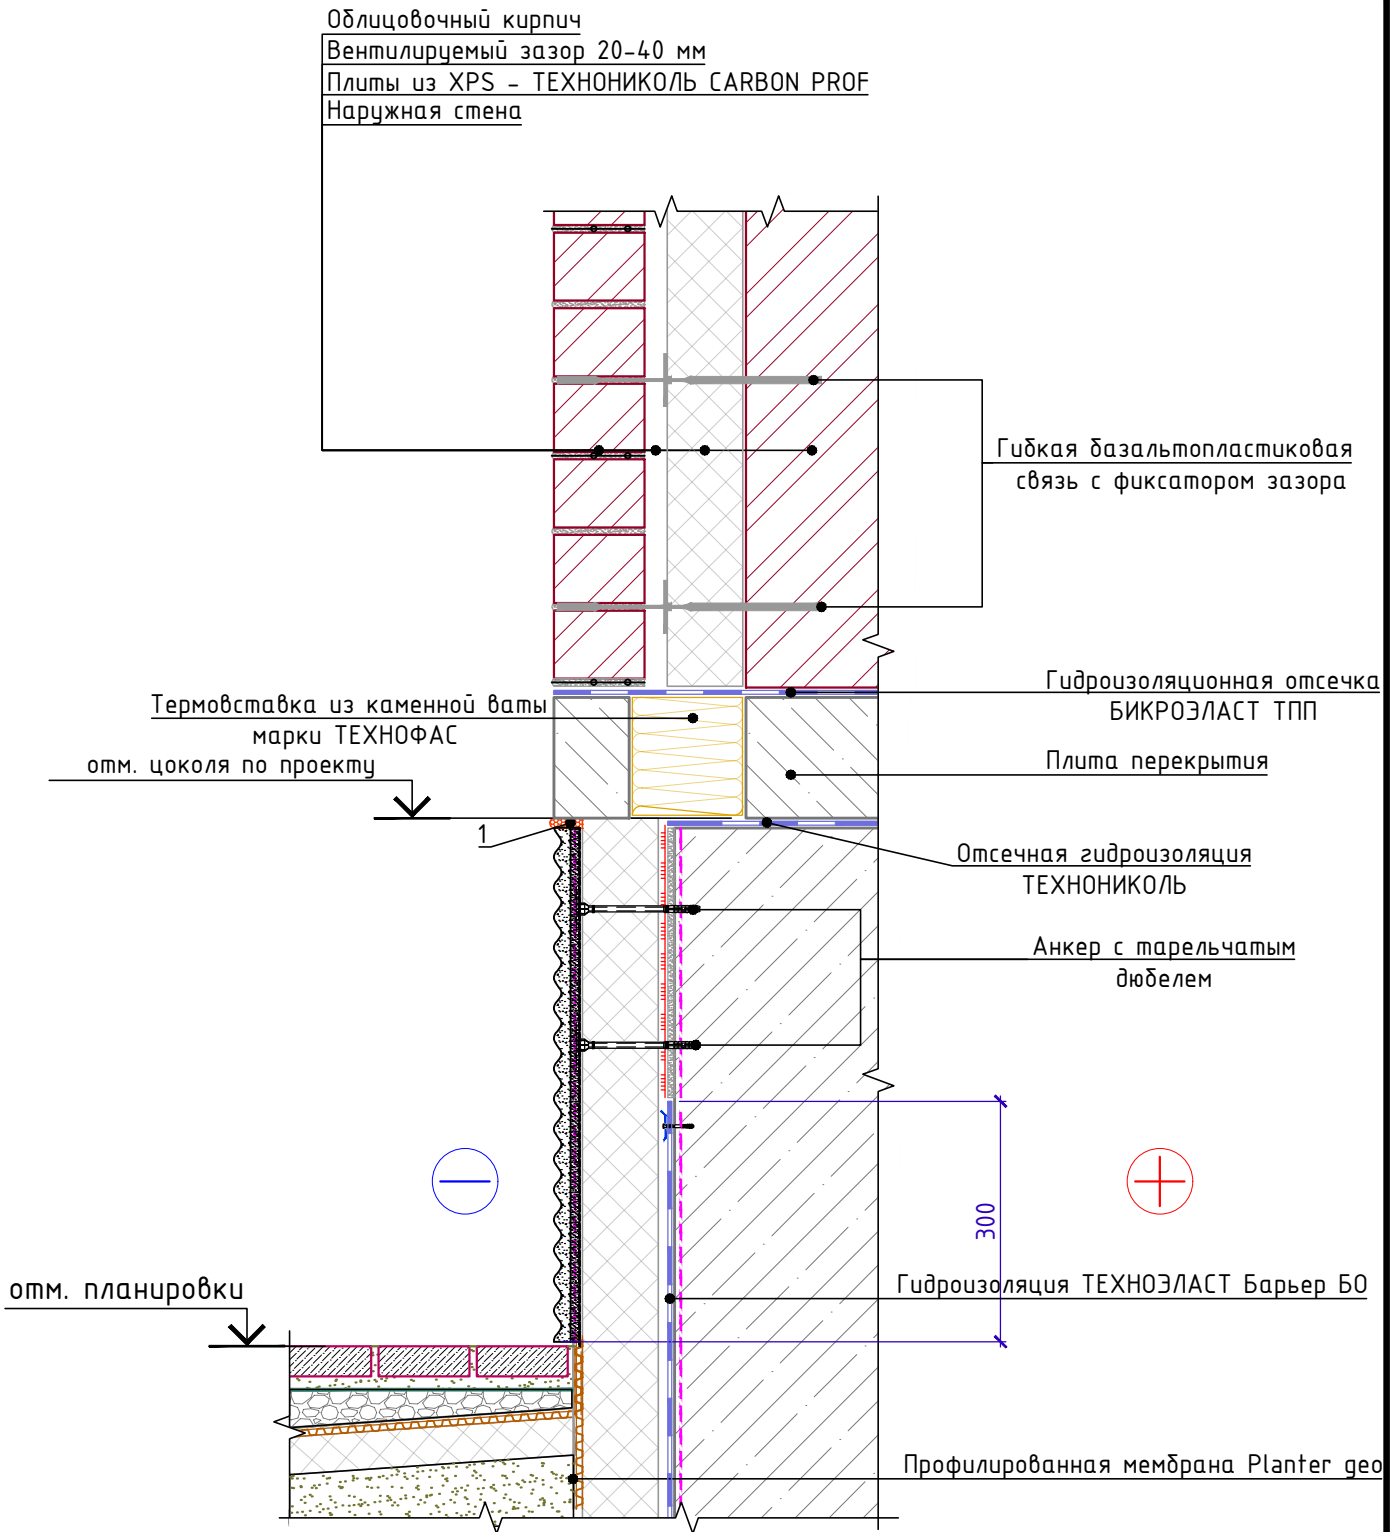 Облицовочный кирпич
Вентилируемый зазор 20-40 мм
Плиты из XPS - ТЕХНОНИКОЛЬ CARBON PROF
Наружная стена
Гибкая базальтопластиковая
связь с фиксатором зазора
Гидроизоляционная отсечка
БИКРОЭЛАСТ ТПП
Термовставка из каменной ваты
марки ТЕХНОФАС
отм. цоколя по проекту
Плита перекрытия
1
Отсечная гидроизоляция
ТЕХНОНИКОЛЬ
Анкер с тарельчатым
дюбелем
300
отм. планировки
Гидроизоляция ТЕХНОЭЛАСТ Барьер БО
Профилированная мембрана Planter geo